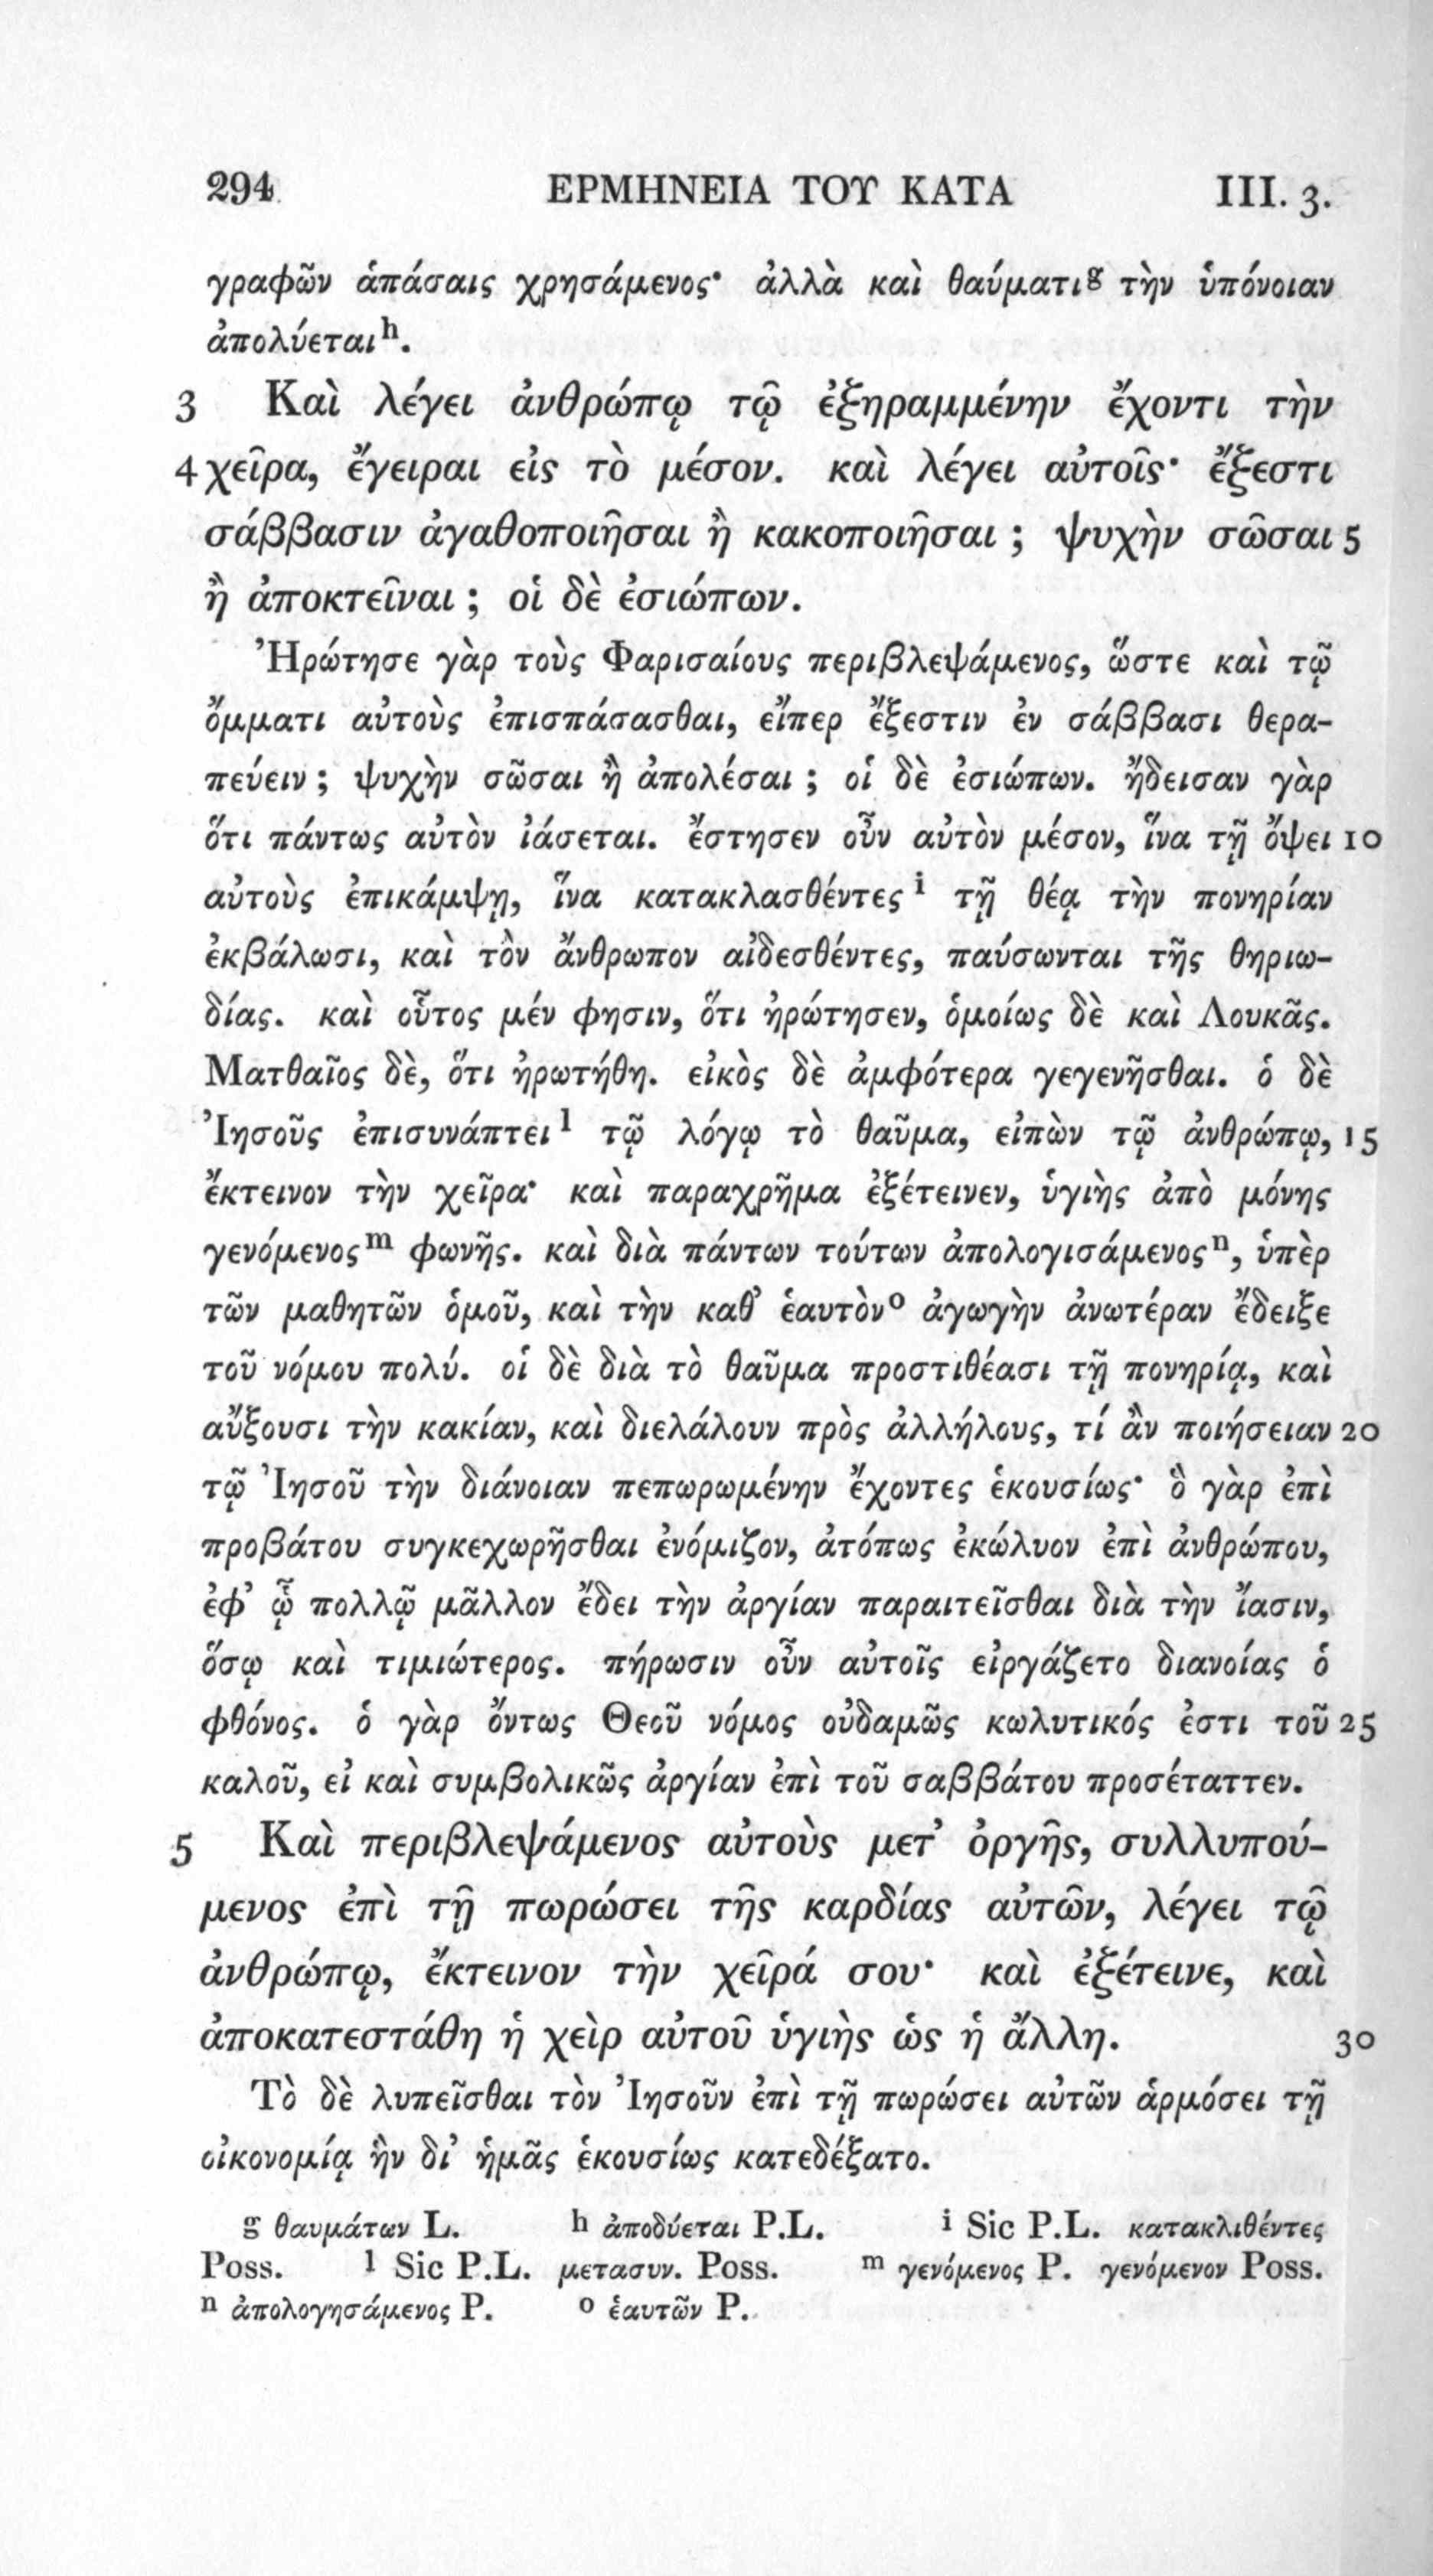 294 ΕΡΜΗΝΕΙΑ ΤΟΥ ΚΑΤΑ III. 3.
γραφῶν ἁπάσαις χρησάμενος· ἀλλὰ καὶ θαύματι g τὴν ὑπόνοιαν
ἀπολύεται h.
3 Καὶ λέγει ἀνθρώπῳ τῷ ἐξηραμμένην ἔχοντι τὴν
4 χεῖρα, ἔγειραι εἰς τὸ μέσον. καὶ λέγει αὐτοῖς· ἔξεστι
σάββασιν ἀγαθοποιῆσαι ἢ κακοποιῆσαι ; ψυχὴν σῶσαι 5
ἢ ἀποκτεῖναι ; οἱ δὲ ἐσιώπων.
Ἠρώτησε γὰρ τοὺς Φαρισαίους περιβλεψάμενος, ὥστε καὶ τῷ
ὄμματι αὐτοὺς ἐπισπάσασθαι, εἴπερ ἔξεστιν ἐν σάββασι θερα-
πεύειν ; ψυχὴν σῶσαι ἢ ἀπολέσαι ; οἱ δὲ ἐσιώπων. ᾔδεισαν γὰρ
ὅτι πάντως αὐτὸν ἰάσεται. ἔστησεν οὖν αὐτὸν μέσον, ἵνα τῇ ὄψει 10
αὐτοὺς ἐπικάμψῃ, ἵνα κατακλασθέντες i τῇ θέᾳ τὴν πονηρίαν
ἐκβάλωσι, καὶ τὸν ἄνθρωπον αἰδεσθέντες, παύσωνται τῆς θηριω-
δίας. καὶ οὗτος μέν φησιν, ὅτι ἠρώτησεν, ὁμοίως δὲ καὶ Λουκᾶς.
Ματθαῖος δὲ, ὅτι ἠρωτήθη. εἰκὸς δὲ ἀμφότερα γεγενῆσθαι. ὁ δὲ
Ἰησοῦς ἐπισυνάπτει l τῷ λόγῳ τὸ θαῦμα, εἰπὼν τῷ ἀνθρώπῳ, 15
ἔκτεινον τὴν χεῖρα· καὶ παραχρῆμα ἐξέτεινεν, ὑγιὴς ἀπὸ μόνης
γενόμενος m φωνῆς. καὶ διὰ πάντων τούτων ἀπολογισάμενος n, ὑπὲρ
τῶν μαθητῶν ὁμοῦ, καὶ τὴν καθ’ ἑαυτὸν o ἀγωγὴν ἀνωτέραν ἔδειξε
τοῦ νόμου πολύ. οἱ δὲ διὰ τὸ θαῦμα προστιθέασι τῇ πονηρίᾳ, καὶ
αὔξουσι τὴν κακίαν, καὶ διελάλουν πρὸς ἀλλήλους, τί ἂν ποιήσειαν 20
τῷ Ἰησοῦ τὴν διάνοιαν πεπωρωμένην ἔχοντες ἑκουσίως· ὃ γὰρ ἐπὶ
προβάτου συγκεχωρῆσθαι ἐνόμιζον, ἀτόπως ἐκώλυον ἐπὶ ἀνθρώπου,
ἐφ’ ᾧ πολλῷ μᾶλλον ἔδει τὴν ἀργίαν παραιτεῖσθαι διὰ τὴν ἴασιν,
ὅσῳ καὶ τιμιώτερος. πήρωσιν οὖν αὐτοῖς εἰργάζετο διανοίας ὁ
φθόνος. ὁ γὰρ ὄντως Θεοῦ νόμος οὐδαμῶς κωλυτικός ἐστι τοῦ 25
καλοῦ, εἰ καὶ συμβολικῶς ἀργίαν ἐπὶ τοῦ σαββάτου προσέταττεν.
5 Καὶ περιβλεψάμενος αὐτοὺς μετ’ ὀργῆς, συλλυπού-
μενος ἐπὶ τῇ πωρώσει τῆς καρδίας αὐτῶν, λέγει τῷ
ἀνθρώπῳ, ἔκτεινον τὴν χεῖρά σου· καὶ ἐξέτεινε, καὶ
ἀποκατεστάθη ἡ χεὶρ αὐτοῦ ὑγιὴς ὡς ἡ ἄλλη. 30
Τὸ δὲ λυπεῖσθαι τὸν Ἰησοῦν ἐπὶ τῇ πωρώσει αὐτῶν ἁρμόσει τῇ
οἰκονομίᾳ ἣν δι’ ἡμᾶς ἑκουσίως κατεδέξατο.
g θαυμάτων L. h ἀποδύεται P.L. i Sic P.L. κατακλιθέντες
Poss. l Sic P.L. μετασυν. Poss. m γενόμενος P. γενόμενον Poss.
n ἀπολογησάμενος P. o ἑαυτῶν P.